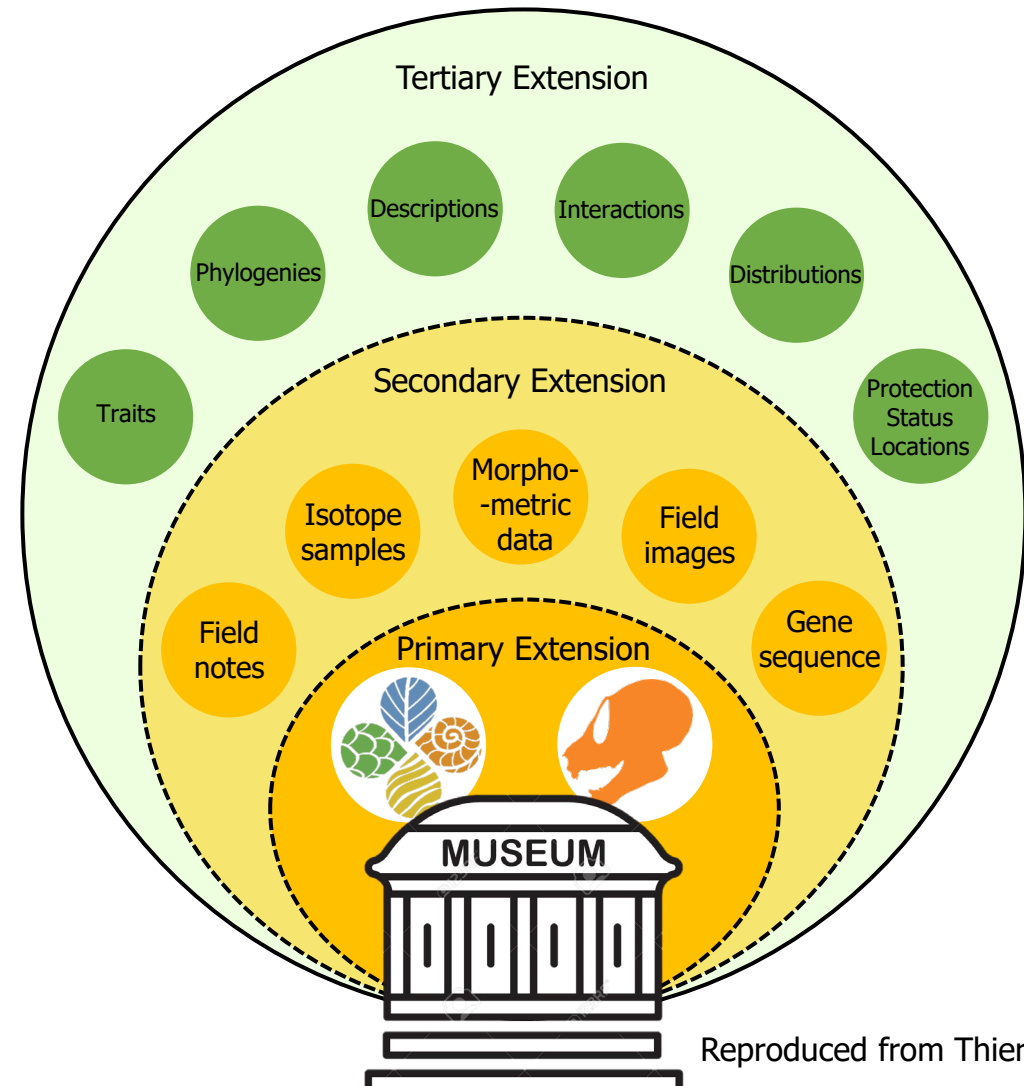 Tertiary Extension
Descriptions
Interactions
Phylogenies
Distributions
Traits
Protection
Status
Locations
Secondary Extension
Morpho-
-metric
data
Isotope
samples
Field
images
Field
notes
Gene
sequence
Primary Extension
MUSEUM
Reproduced from Thier